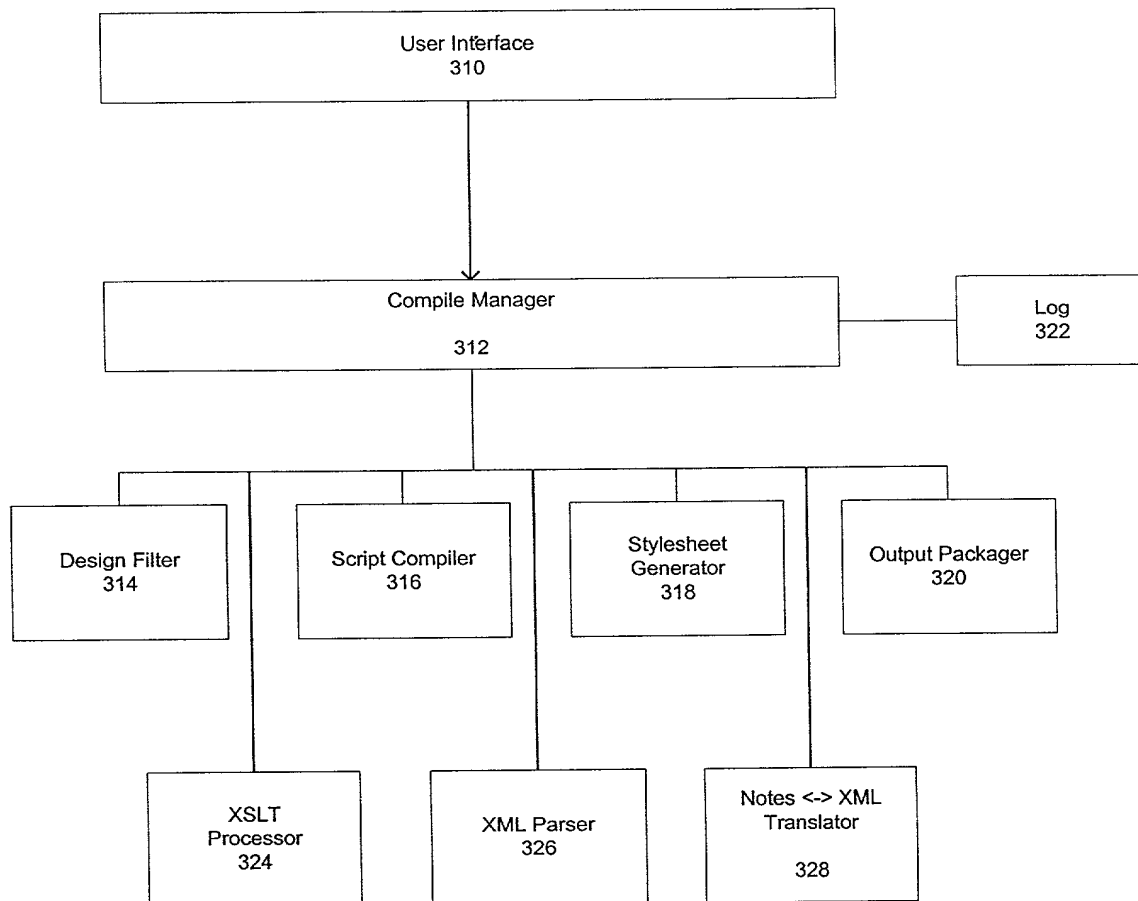 User Interface
310
Compile Manager
312
Log
322
Design Filter
314
Script Compiler
316
Stylesheet
Generator
318
Output Packager
320
XSLT
Processor
324
XML Parser
326
Notes <-> XML
Translator
328